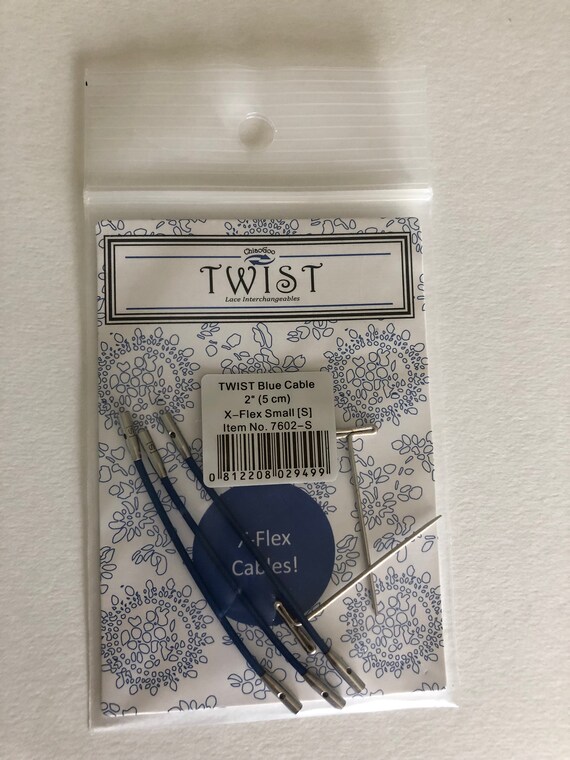 ChiaoGoo
TWIST
Lace Interchangeables
TWIST Blue Cable
2" (5 cm)
X-Flex Small [S]
Item No. 7602-S
0 812208 029499
X-Flex
Cables!